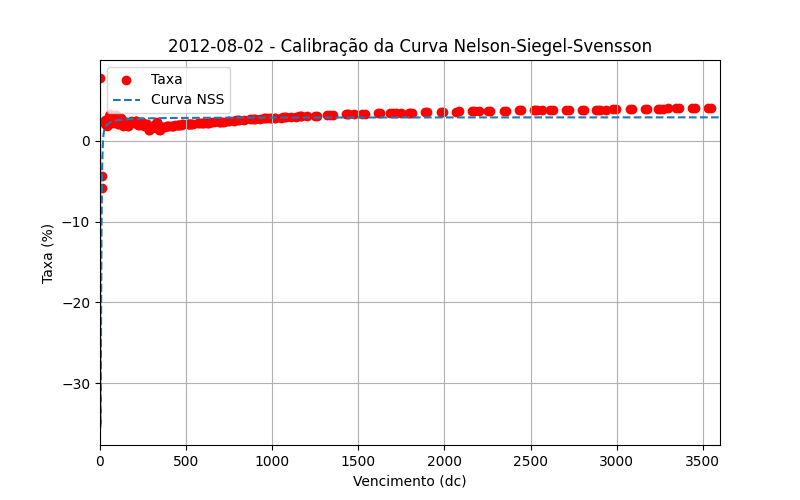 2012-08-02 - Calibração da Curva Nelson-Siegel-Svensson
Taxa
Curva NSS
Taxa (%)
0
−10
−20
−30
0 500 1000 1500 2000 2500 3000 3500
Vencimento (dc)